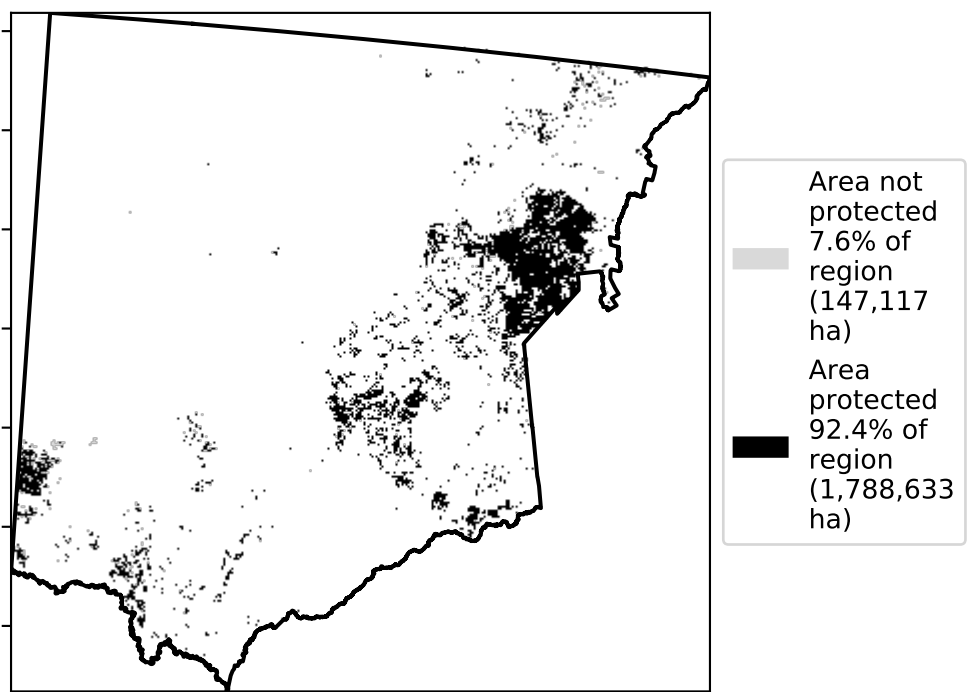 Area not
protected
7.6% of
region
(147,117
ha)
Area
protected
92.4% of
region
(1,788,633
ha)